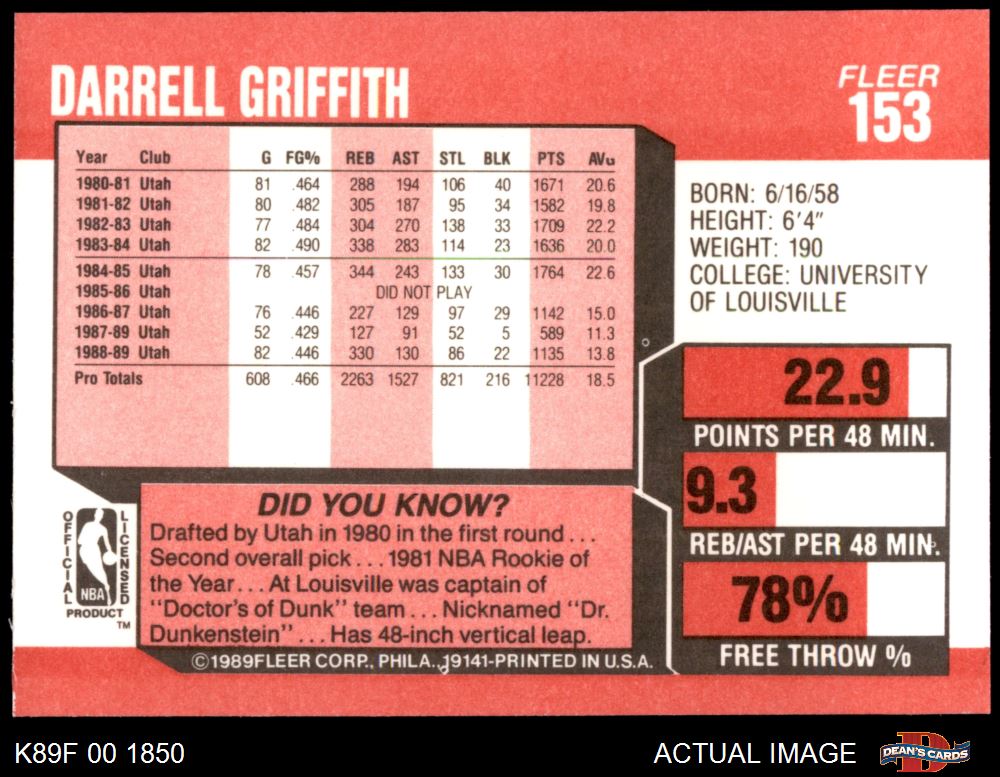 DARRELL GRIFFITH
FLEER
153
Year Club G FG% REB AST STL BLK PTS AVG
1980-81 Utah 81 .464 288 194 106 40 1671 20.6
1981-82 Utah 80 .482 305 187 95 34 1582 19.8
1982-83 Utah 77 .484 304 270 138 33 1709 22.2
1983-84 Utah 82 .490 338 283 114 23 1636 20.0
1984-85 Utah 78 .457 344 243 133 30 1764 22.6
1985-86 Utah DID NOT PLAY
1986-87 Utah 76 .446 227 129 97 29 1142 15.0
1987-89 Utah 52 .429 127 91 52 5 589 11.3
1988-89 Utah 82 .446 330 130 86 22 1135 13.8
Pro Totals 608 .466 2263 1527 821 216 11228 18.5
BORN: 6/16/58
HEIGHT: 6'4"
WEIGHT: 190
COLLEGE: UNIVERSITY
OF LOUISVILLE
22.9
POINTS PER 48 MIN.
9.3
REB/AST PER 48 MIN.
78%
FREE THROW %
OFFICIAL
LICENSED
NBA
PRODUCT
TM
DID YOU KNOW?
Drafted by Utah in 1980 in the first round...
Second overall pick... 1981 NBA Rookie of
the Year... At Louisville was captain of
"Doctor's of Dunk" team... Nicknamed "Dr.
Dunkenstein"... Has 48-inch vertical leap.
©1989FLEER CORP., PHILA., 19141-PRINTED IN U.S.A.
K89F 00 1850
ACTUAL IMAGE
D
DEAN'S CARDS